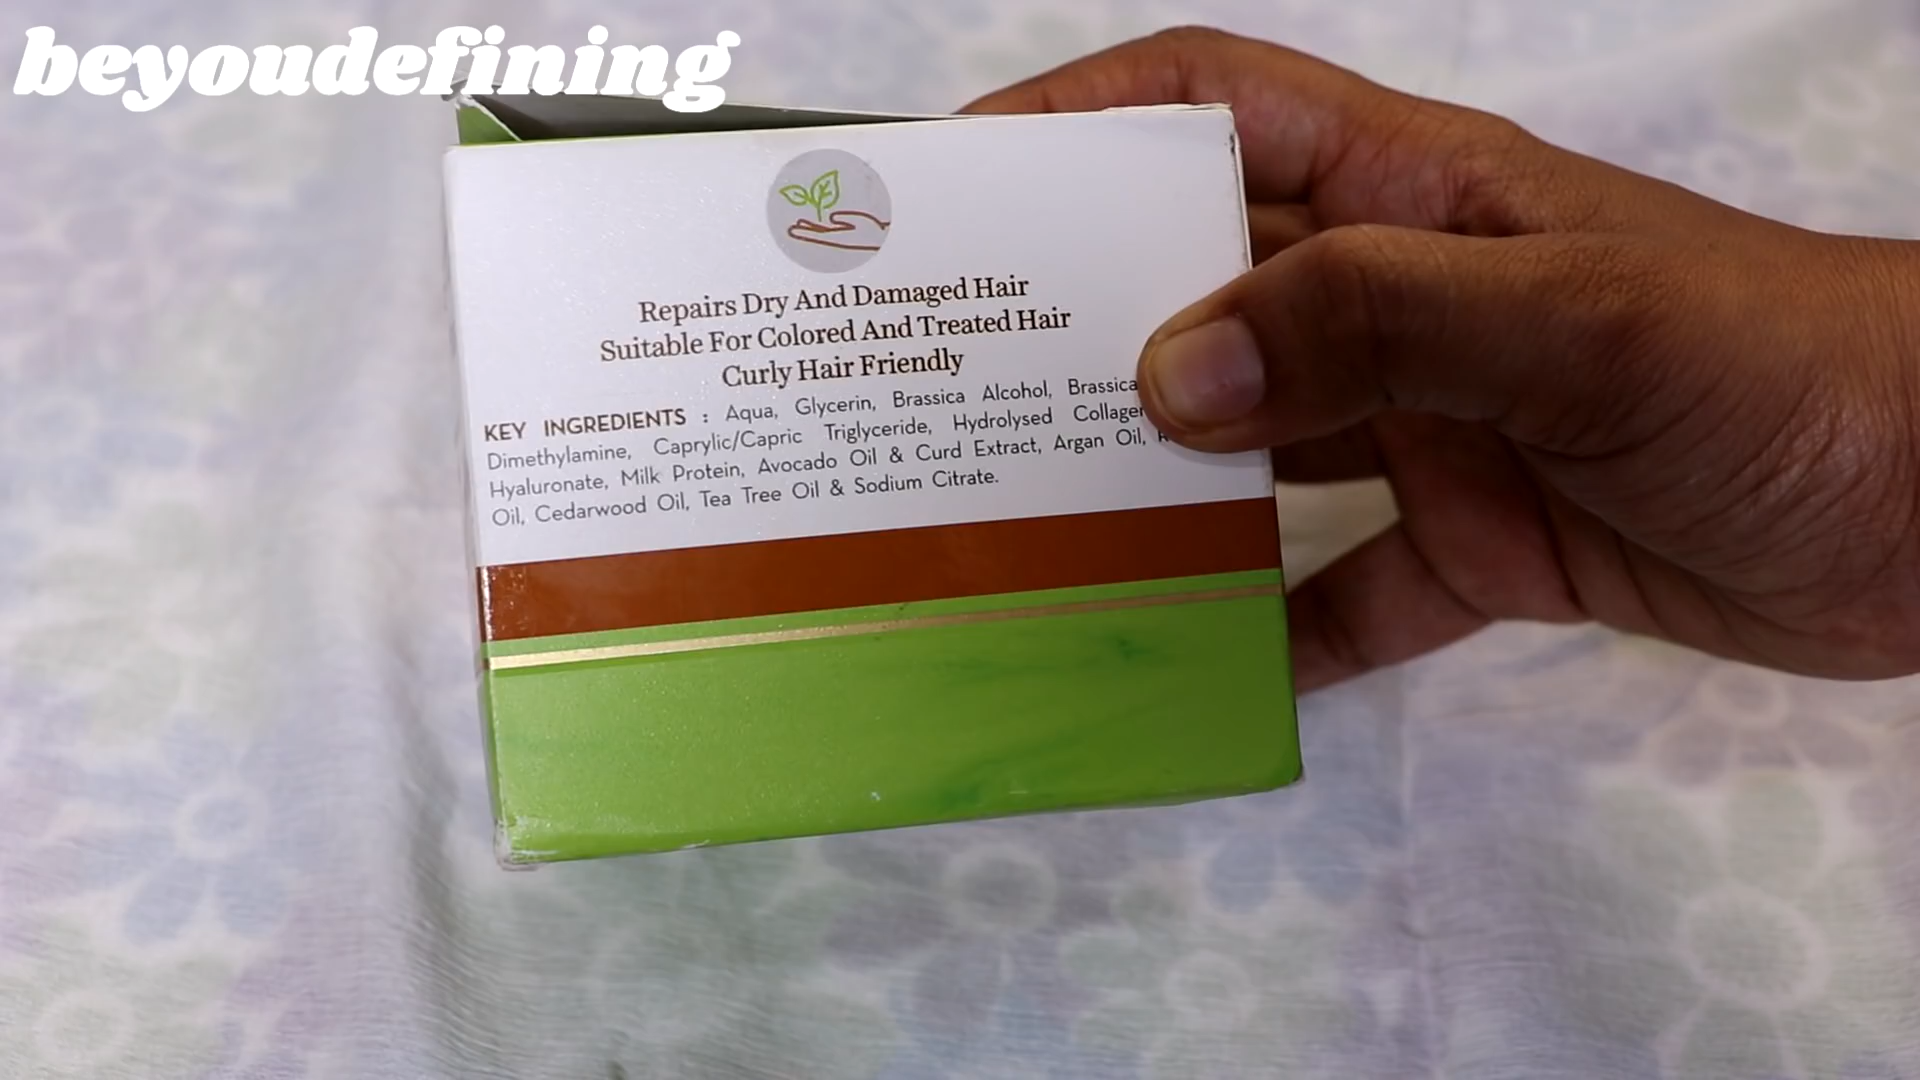 beyoudefining
Repairs Dry And Damaged Hair
Suitable For Colored And Treated Hair
Curly Hair Friendly
KEY INGREDIENTS : Aqua, Glycerin, Brassica Alcohol, Brassica
Dimethylamine, Caprylic/Capric Triglyceride, Hydrolysed
Hyaluronate, Milk Protein, Avocado Oil & Curd Extract, Argan Oil,
Oil, Cedarwood Oil, Tea Tree Oil & Sodium Citrate.